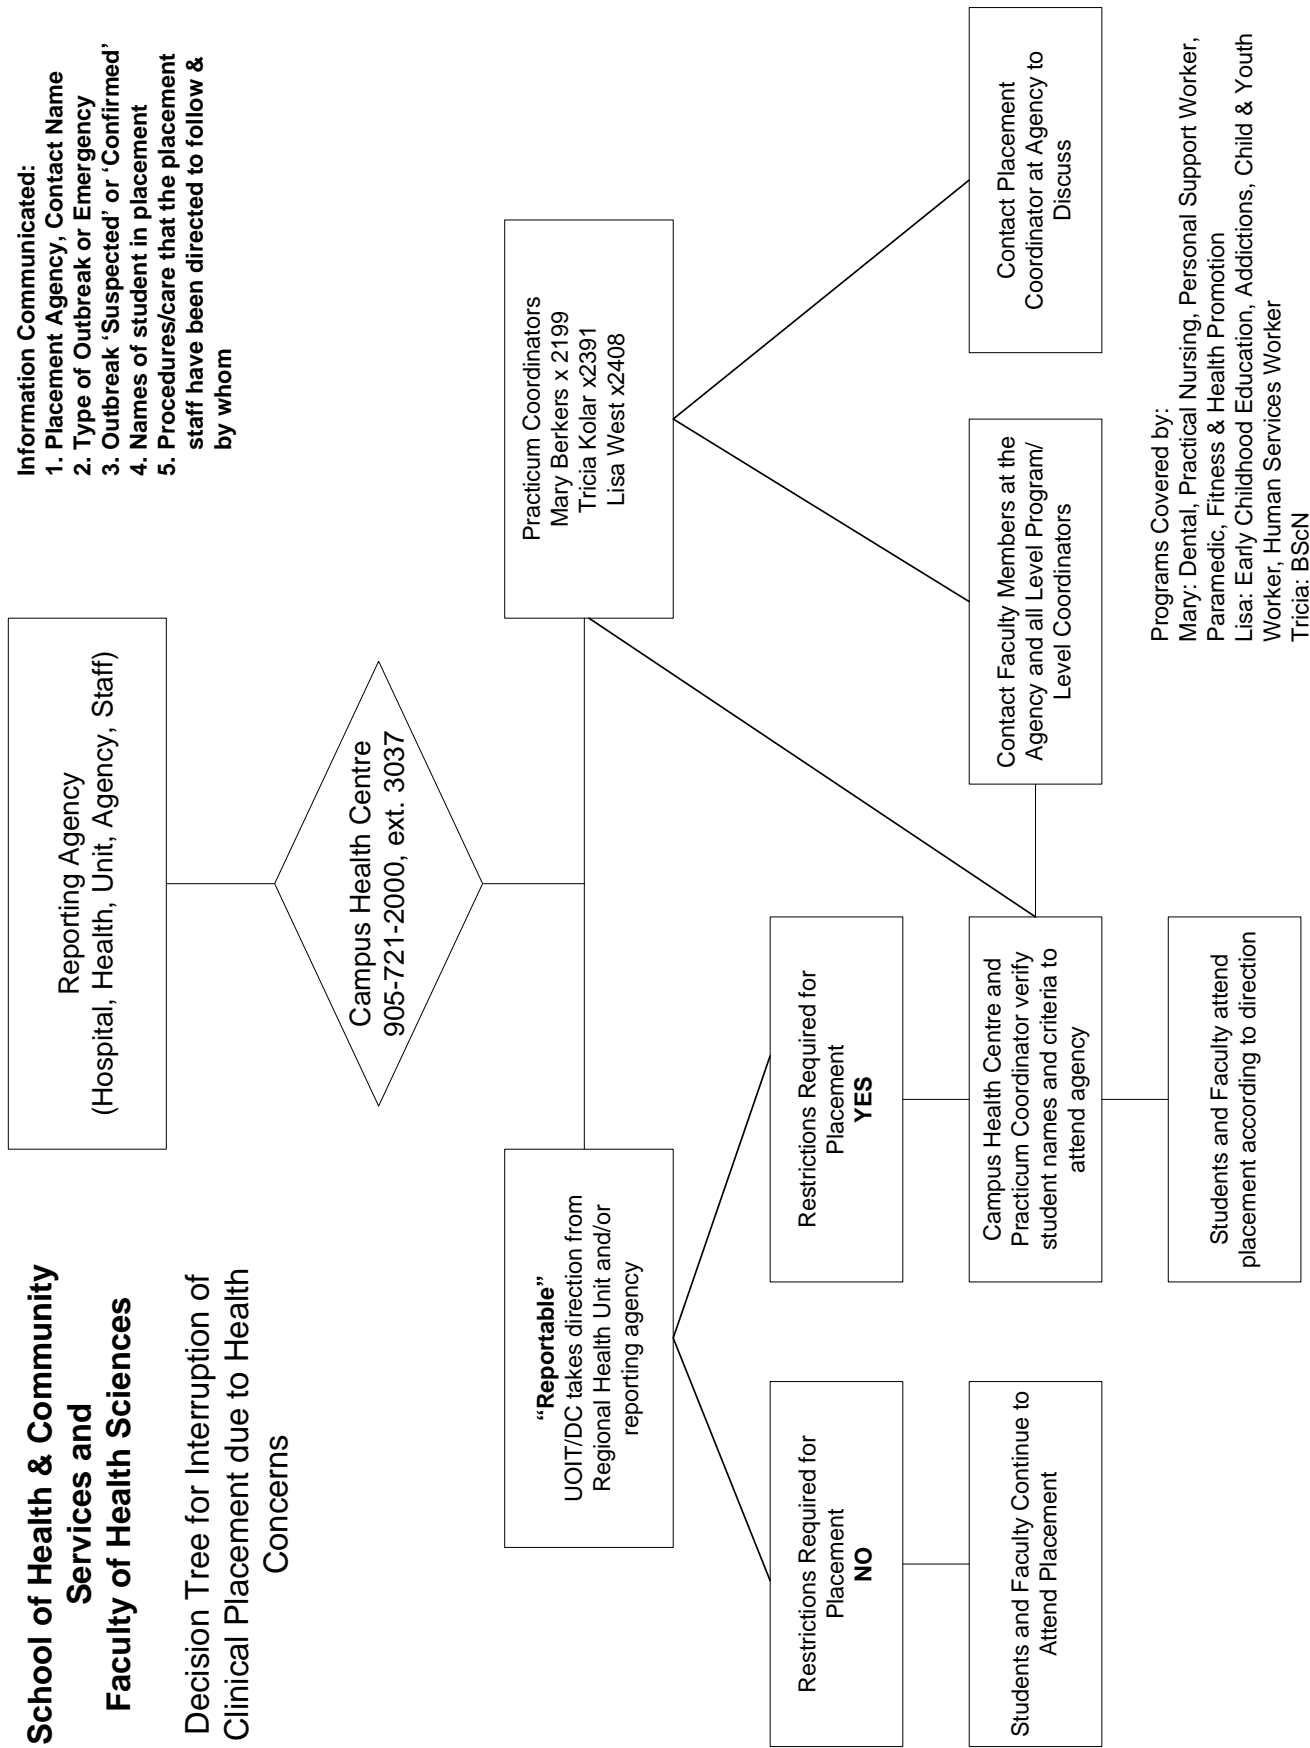 School of Health & Community
Services and
Faculty of Health Sciences
Decision Tree for Interruption of
Clinical Placement due to Health
Concerns
Reporting Agency
(Hospital, Health, Unit, Agency, Staff)
Information Communicated:
1. Placement Agency, Contact Name
2. Type of Outbreak or Emergency
3. Outbreak ‘Suspected’ or ‘Confirmed’
4. Names of student in placement
5. Procedures/care that the placement
staff have been directed to follow &
by whom
Campus Health Centre
905-721-2000, ext. 3037
“Reportable”
UOIT/DC takes direction from
Regional Health Unit and/or
reporting agency
Practicum Coordinators
Mary Berkers x 2199
Tricia Kolar x2391
Lisa West x2408
Restrictions Required for
Placement
NO
Restrictions Required for
Placement
YES
Students and Faculty Continue to
Attend Placement
Campus Health Centre and
Practicum Coordinator verify
student names and criteria to
attend agency
Contact Faculty Members at the
Agency and all Level Program/
Level Coordinators
Contact Placement
Coordinator at Agency to
Discuss
Students and Faculty attend
placement according to direction
Programs Covered by:
Mary: Dental, Practical Nursing, Personal Support Worker,
Paramedic, Fitness & Health Promotion
Lisa: Early Childhood Education, Addictions, Child & Youth
Worker, Human Services Worker
Tricia: BScN